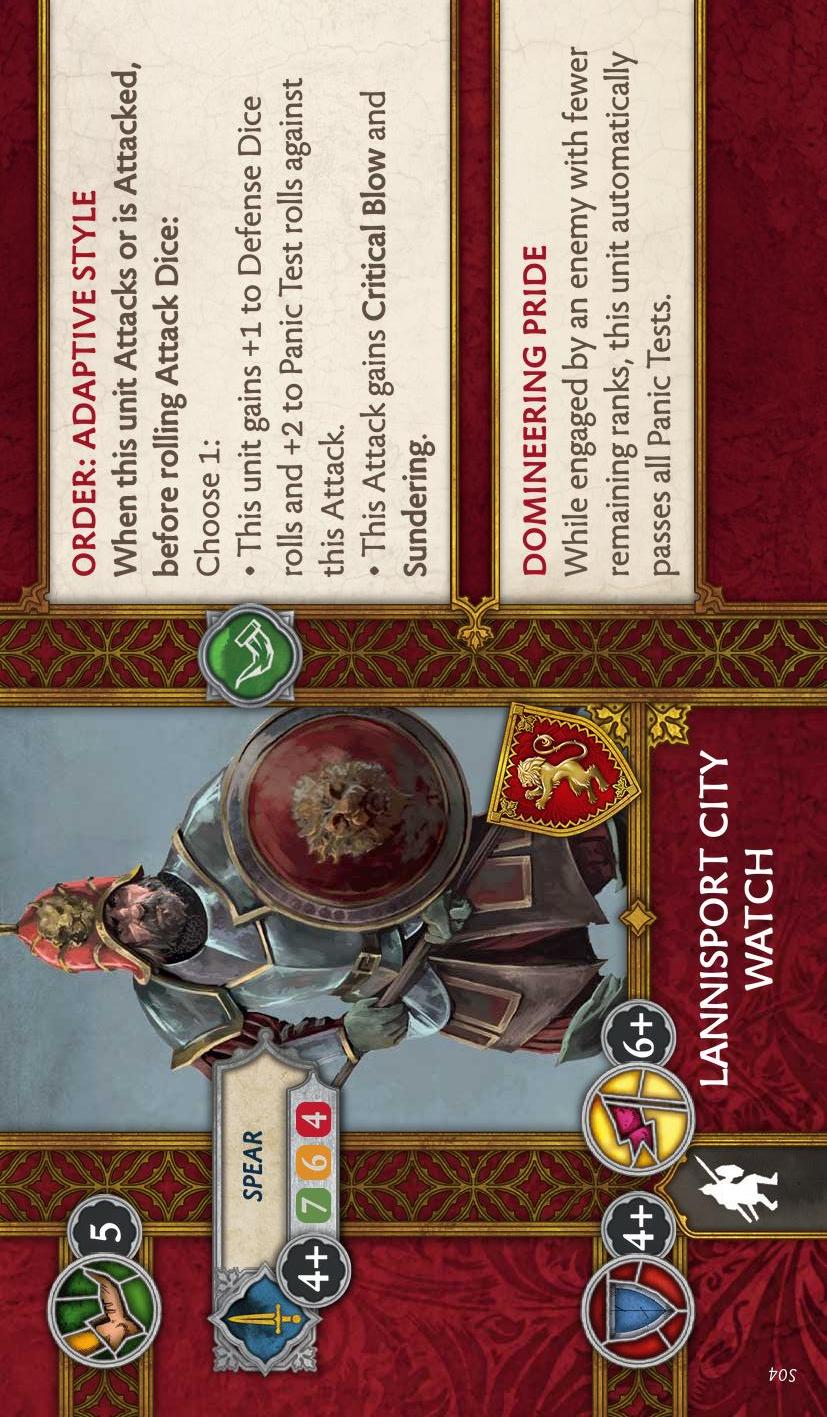 5
SPEAR
7 6 4
4+
4+
6+
LANNISPORT CITY
WATCH
S04
ORDER: ADAPTIVE STYLE
When this unit Attacks or is Attacked,
before rolling Attack Dice:
Choose 1:
• This unit gains +1 to Defense Dice
rolls and +2 to Panic Test rolls against
this Attack.
• This Attack gains Critical Blow and
Sundering.
DOMINEERING PRIDE
While engaged by an enemy with fewer
remaining ranks, this unit automatically
passes all Panic Tests.